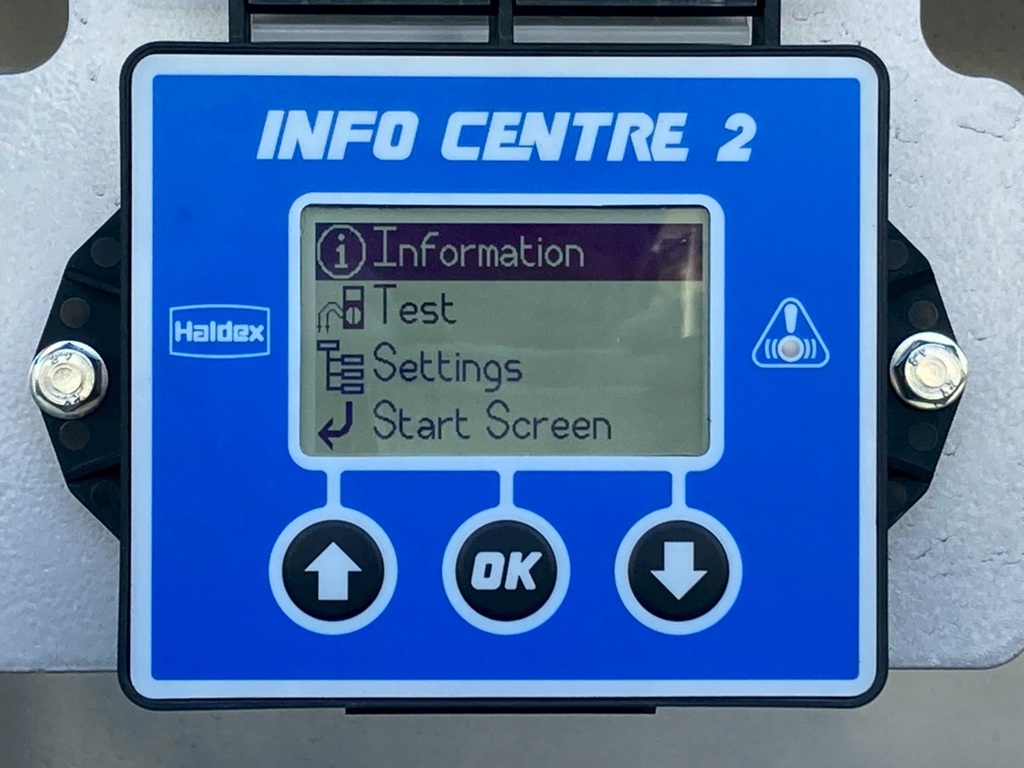 INFO CENTRE 2
Information
Test
Haldex
Settings
Start Screen
OK